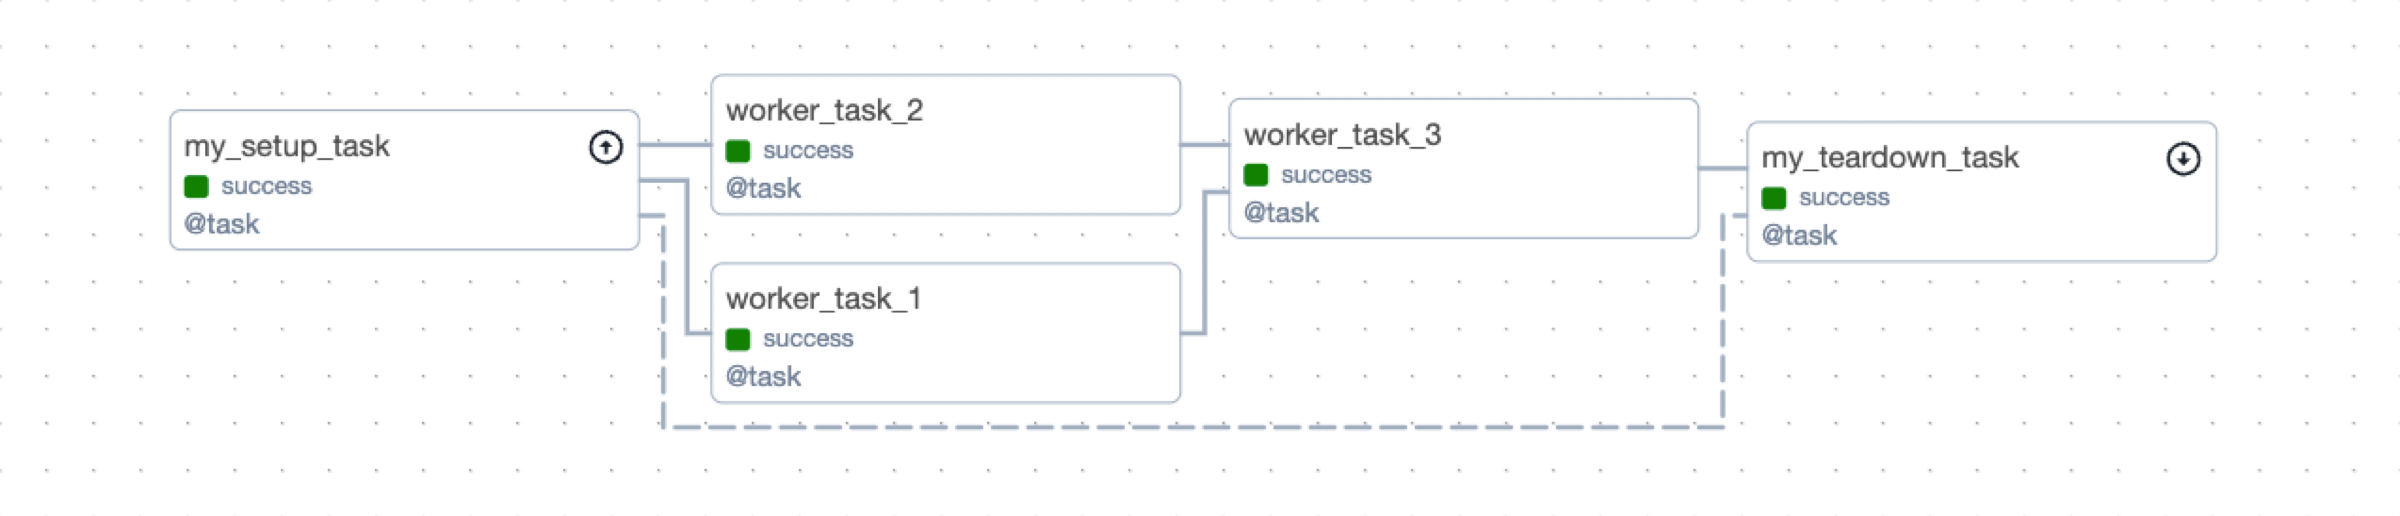 my_setup_task
success
@task
worker_task_2
success
@task
worker_task_1
success
@task
worker_task_3
success
@task
my_teardown_task
success
@task